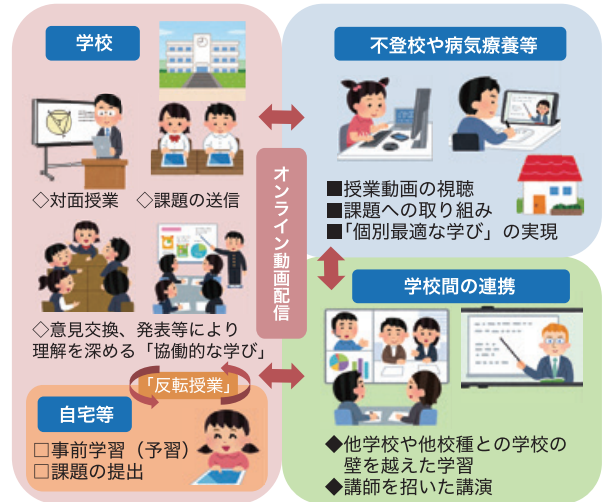 学校
◇対面授業
◇課題の送信
◇意見交換、発表等により
理解を深める「協働的な学び」
「反転授業」
自宅等
□事前学習（予習）
□課題の提出
オンライン動画配信
不登校や病気療養等
■授業動画の視聴
■課題への取り組み
■「個別最適な学び」の実現
学校間の連携
◆他学校や他校種との学校の
壁を越えた学習
◆講師を招いた講演